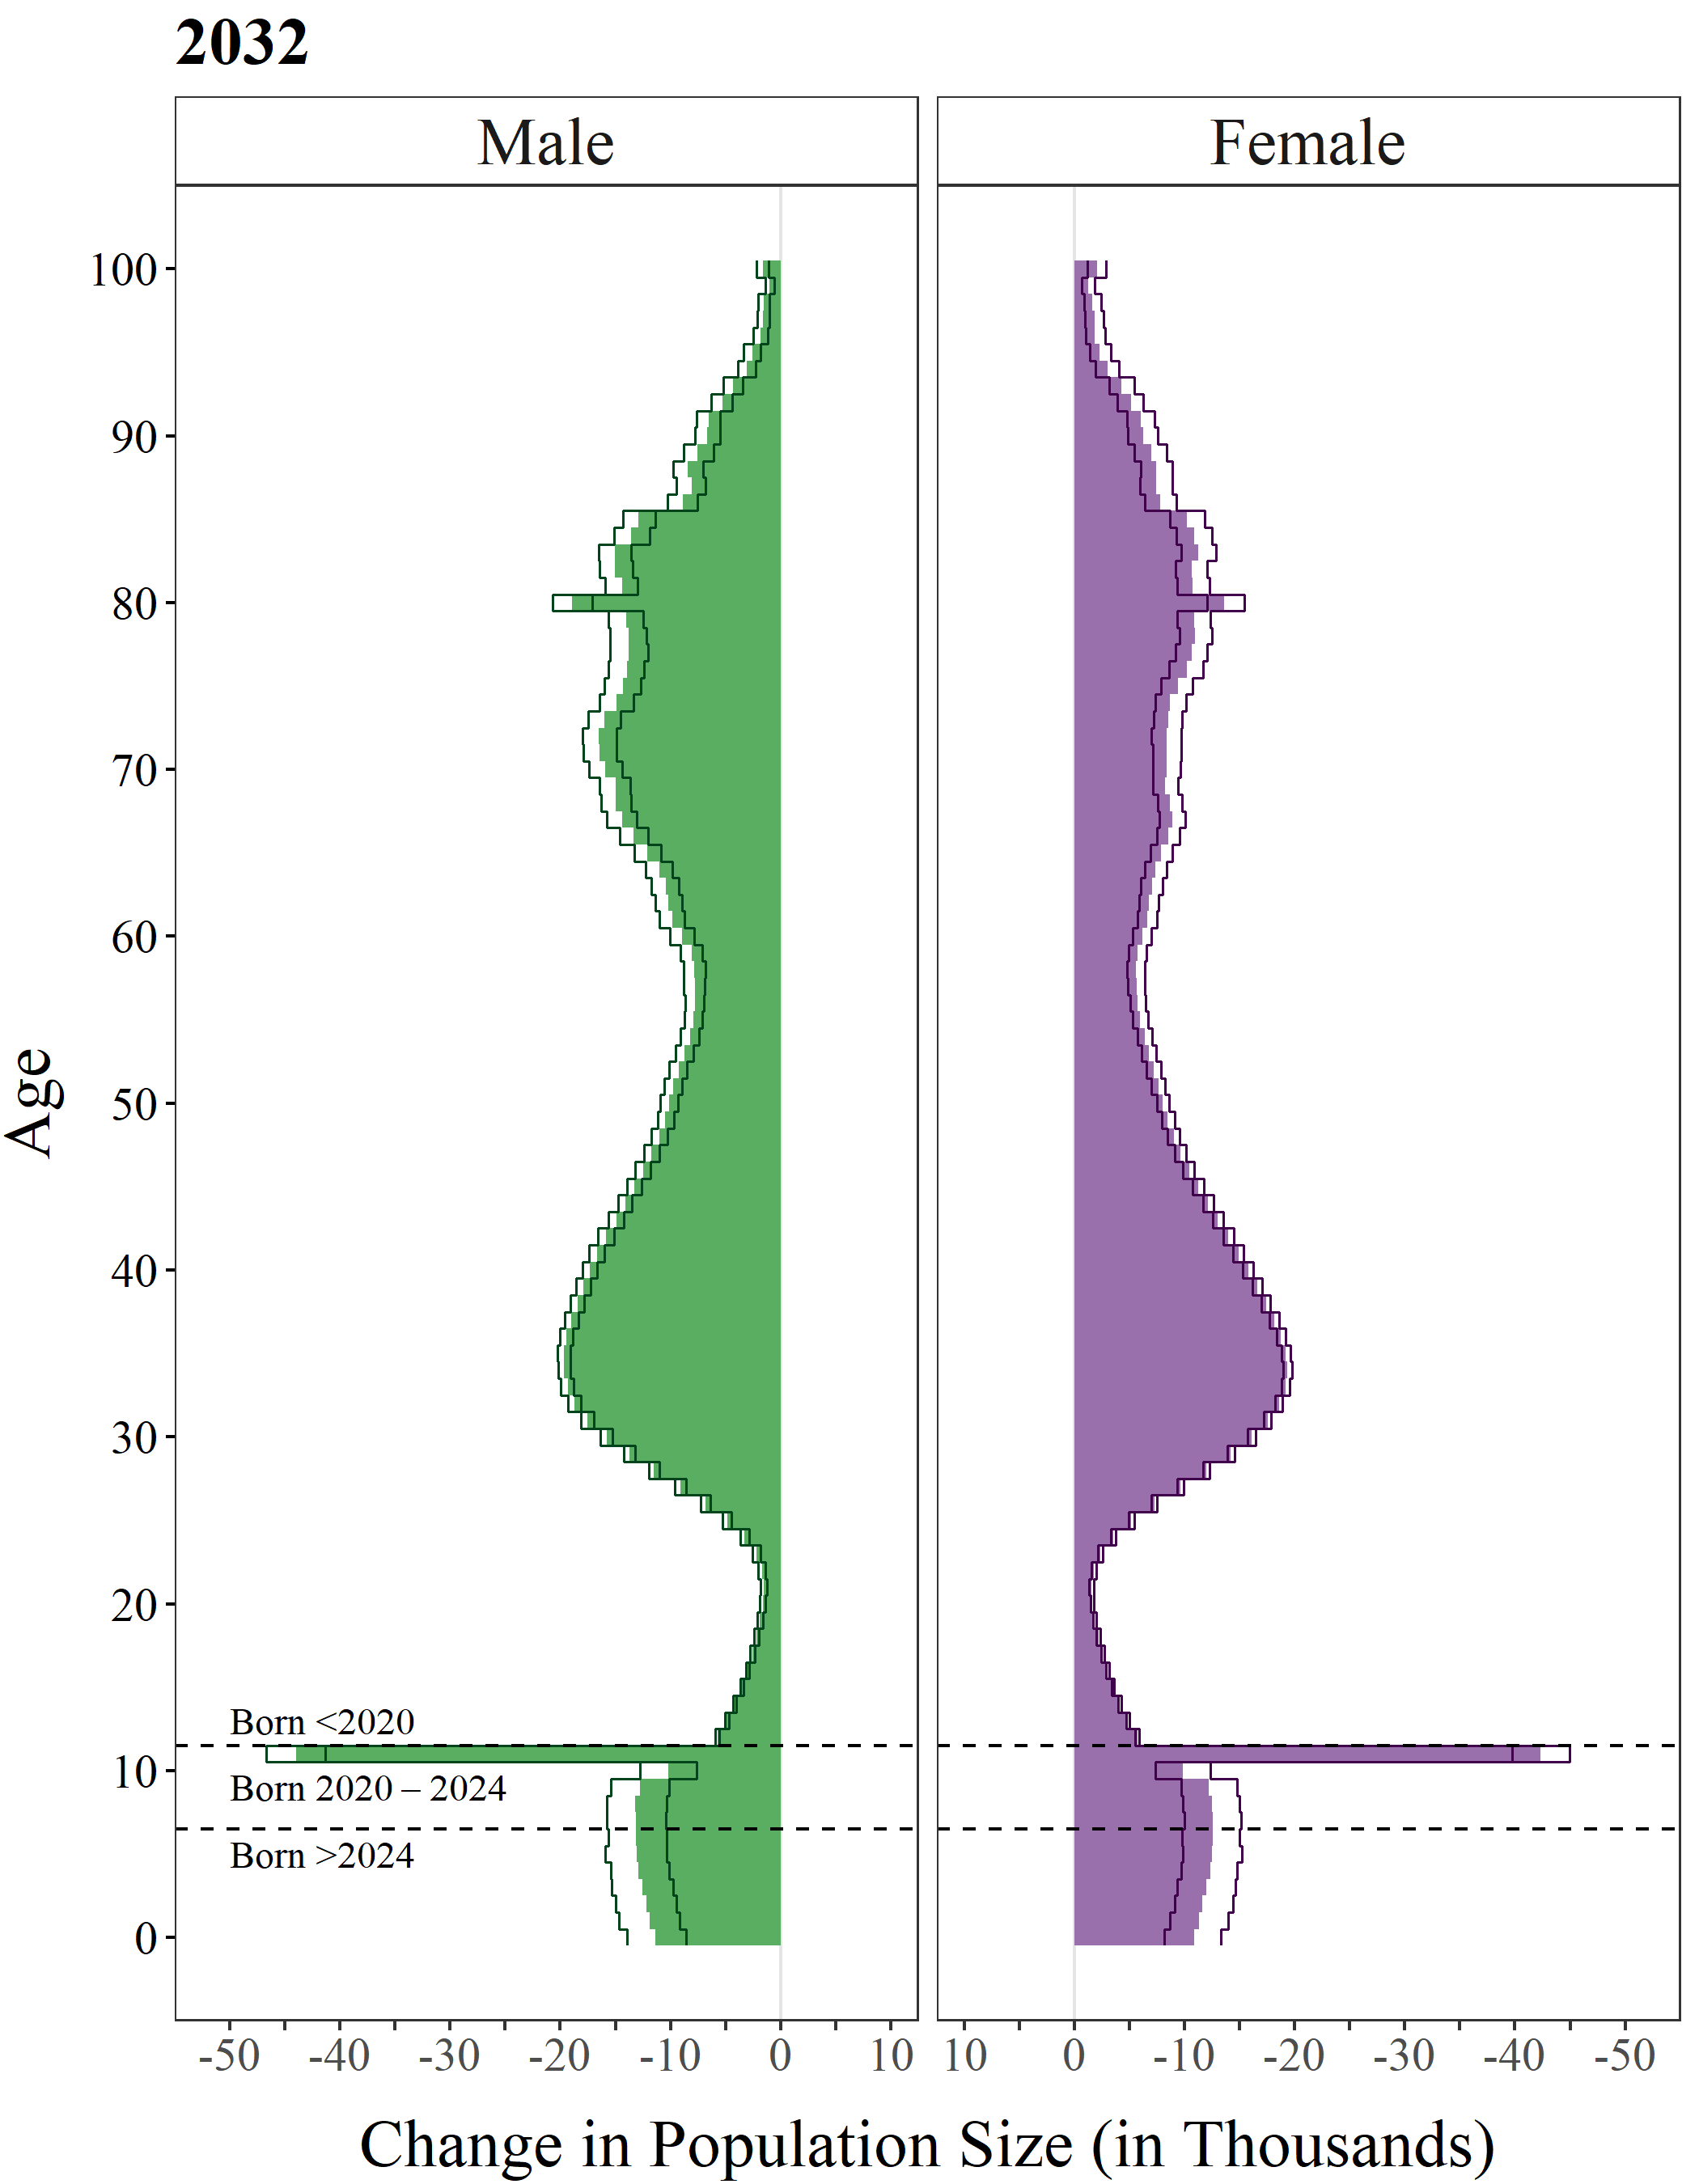 2032
Male Female
100
90
80
70
60
50
40
30
20
10
0
Age
Born <2020
Born 2020 – 2024
Born >2024
-50 -40 -30 -20 -10 0 10 10 0 -10 -20 -30 -40 -50
Change in Population Size (in Thousands)